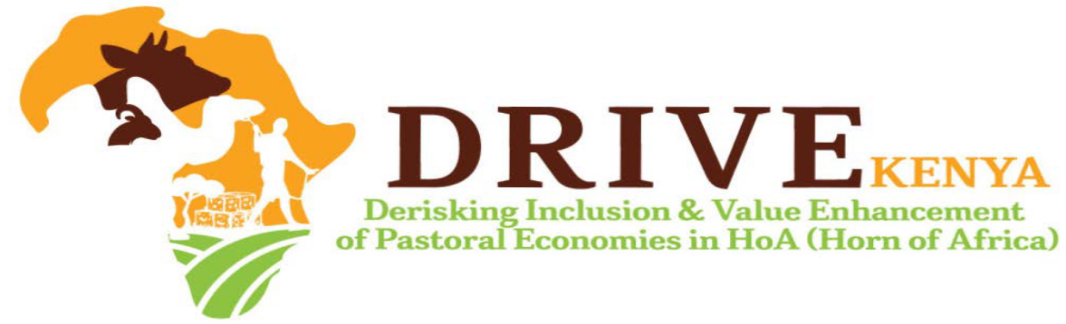 DRIVE KENYA
Derisking Inclusion & Value Enhancement
of Pastoral Economies in HoA (Horn of Africa)